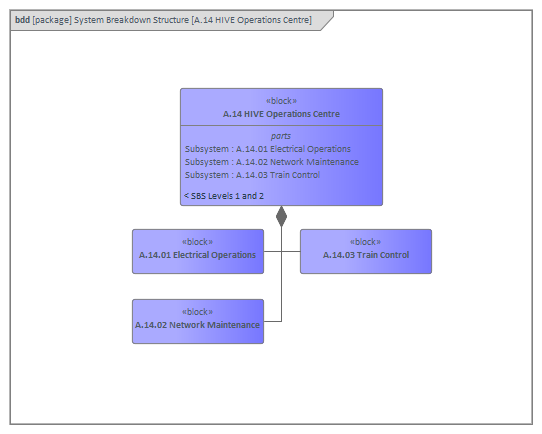 bdd [package] System Breakdown Structure [A.14 HIVE Operations Centre]
«block»
A.14 HIVE Operations Centre
parts
Subsystem : A.14.01 Electrical Operations
Subsystem : A.14.02 Network Maintenance
Subsystem : A.14.03 Train Control
< SBS Levels 1 and 2
«block»
A.14.01 Electrical Operations
«block»
A.14.03 Train Control
«block»
A.14.02 Network Maintenance